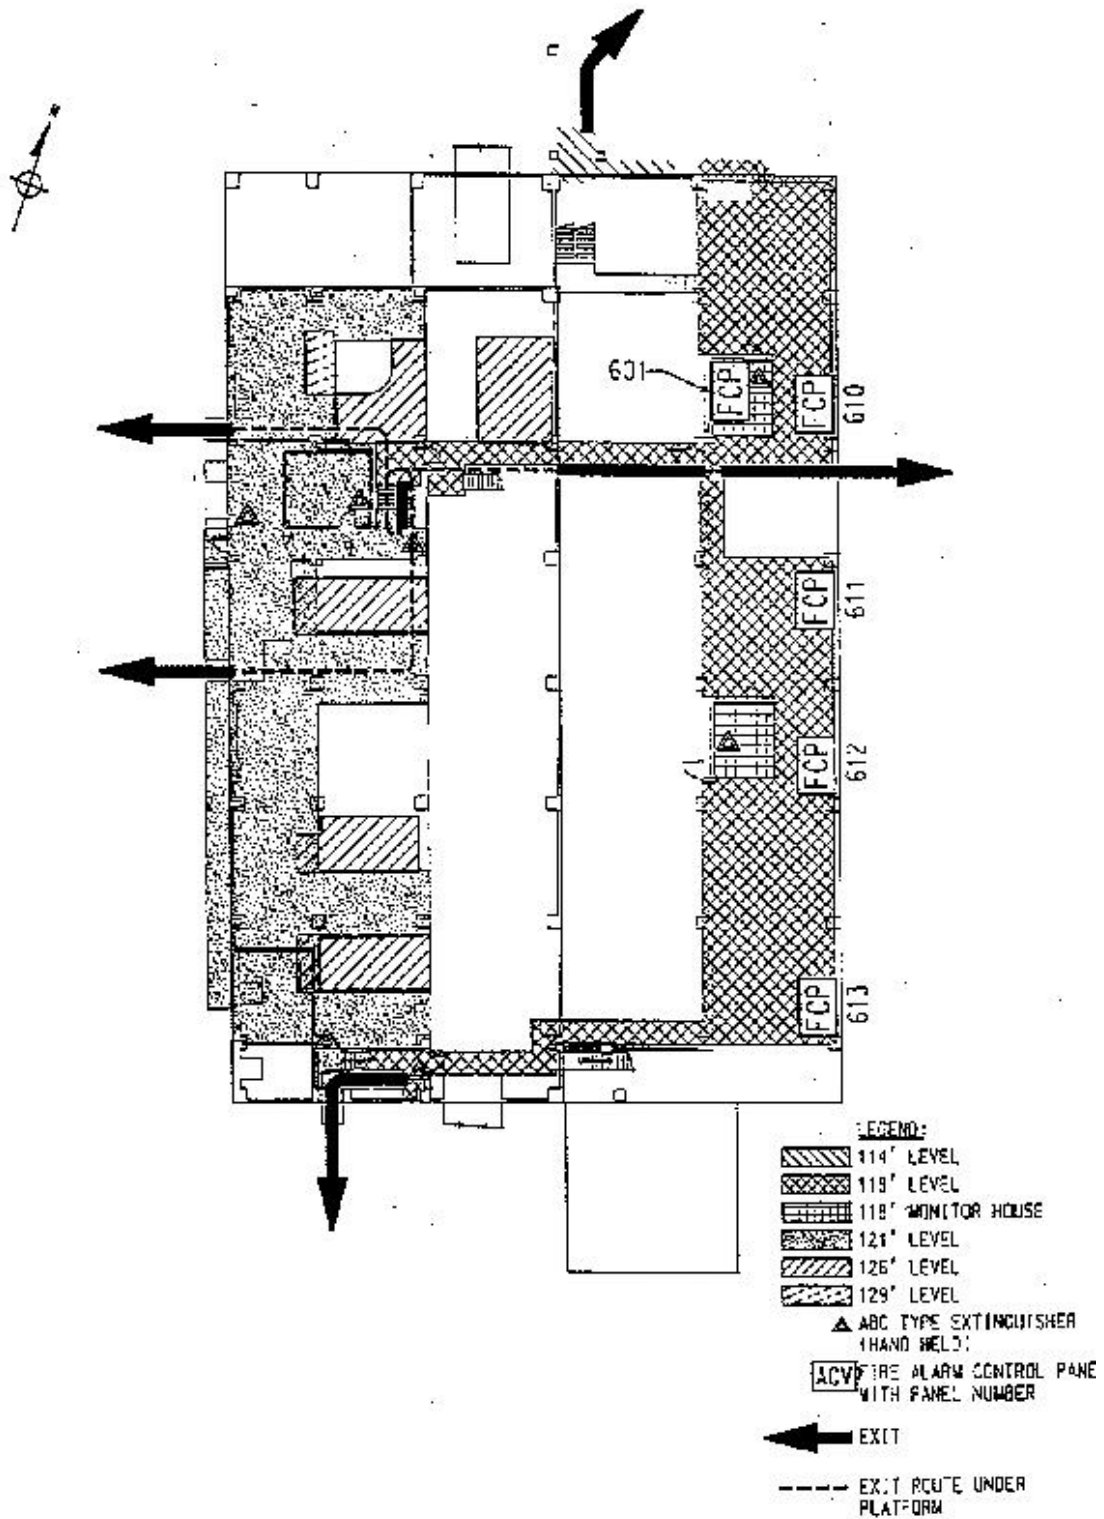 N
601
FCP
FCP
610
FCP
611
FCP
612
FCP
613
LEGEND:
114' LEVEL
119' LEVEL
118' MONITOR HOUSE
121' LEVEL
126' LEVEL
129' LEVEL
ABC TYPE EXTINGUISHER
(HAND HELD)
ACV FIRE ALARM CONTROL PANE
WITH PANEL NUMBER
EXIT
EXIT ROUTE UNDER
PLATFORM